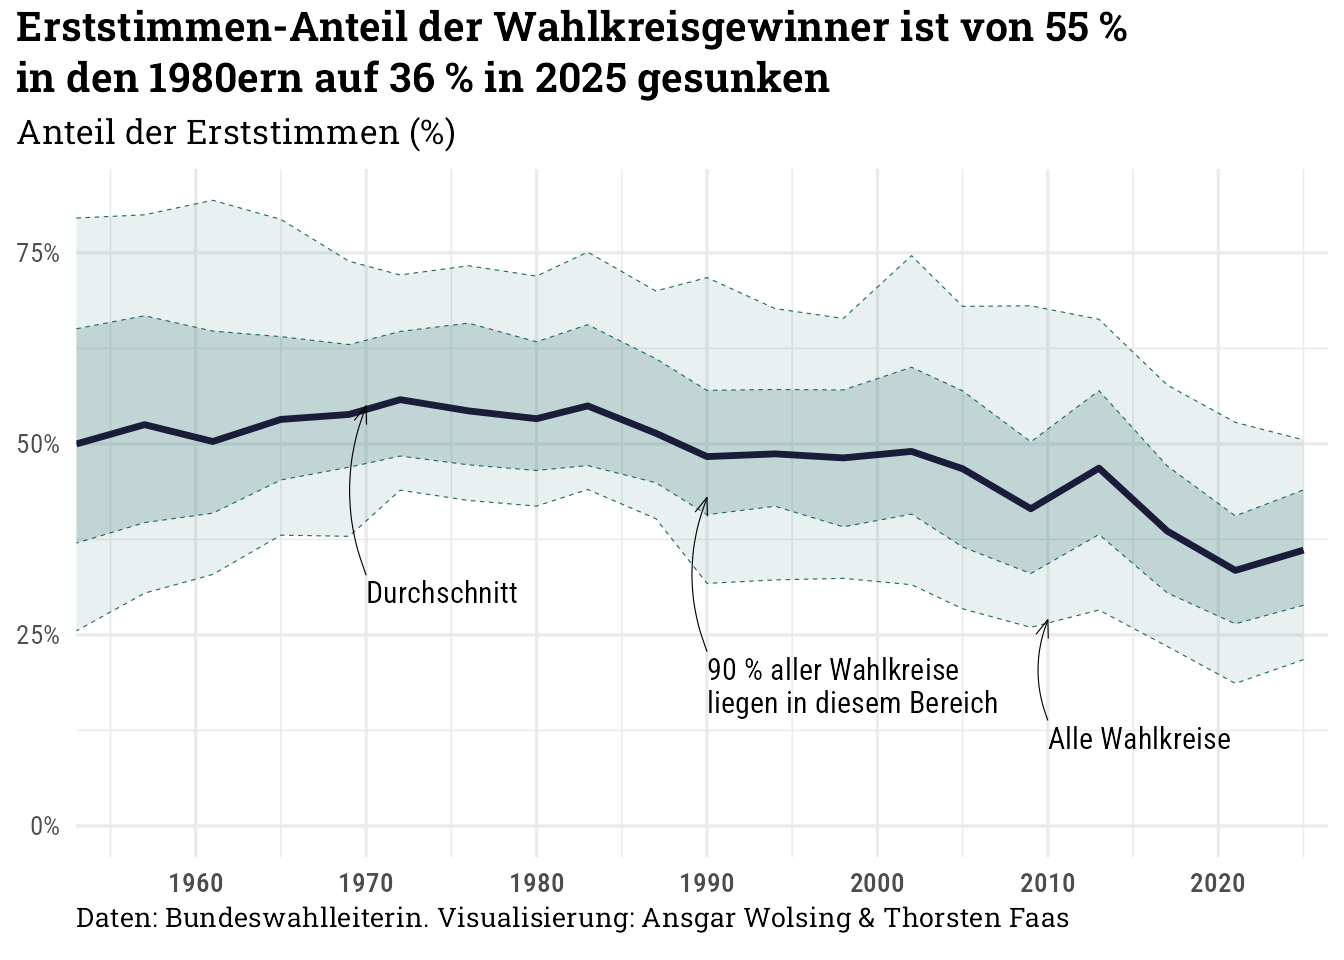 Erststimmen-Anteil der Wahlkreisgewinner ist von 55 %
in den 1980ern auf 36 % in 2025 gesunken
Anteil der Erststimmen (%)
75%
50%
25%
0%
Durchschnitt
90 % aller Wahlkreise
liegen in diesem Bereich
Alle Wahlkreise
1960 1970 1980 1990 2000 2010 2020
Daten: Bundeswahlleiterin. Visualisierung: Ansgar Wolsing & Thorsten Faas